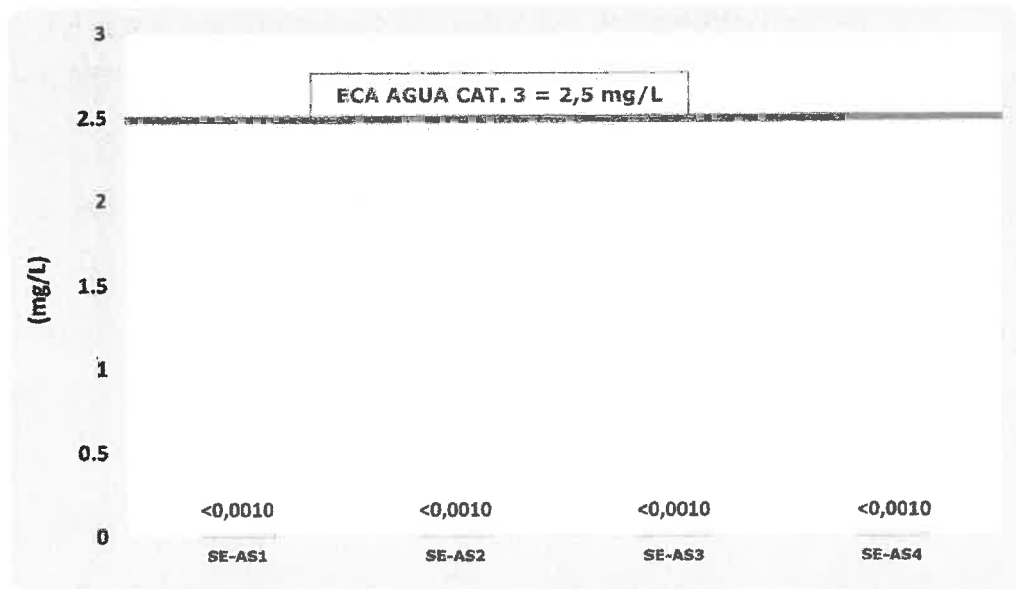 3
ECA AGUA CAT. 3 = 2,5 mg/L
2.5
2
(mg/L)
1.5
1
0.5
<0,0010 <0,0010 <0,0010 <0,0010
0
SE-AS1 SE-AS2 SE-AS3 SE-AS4